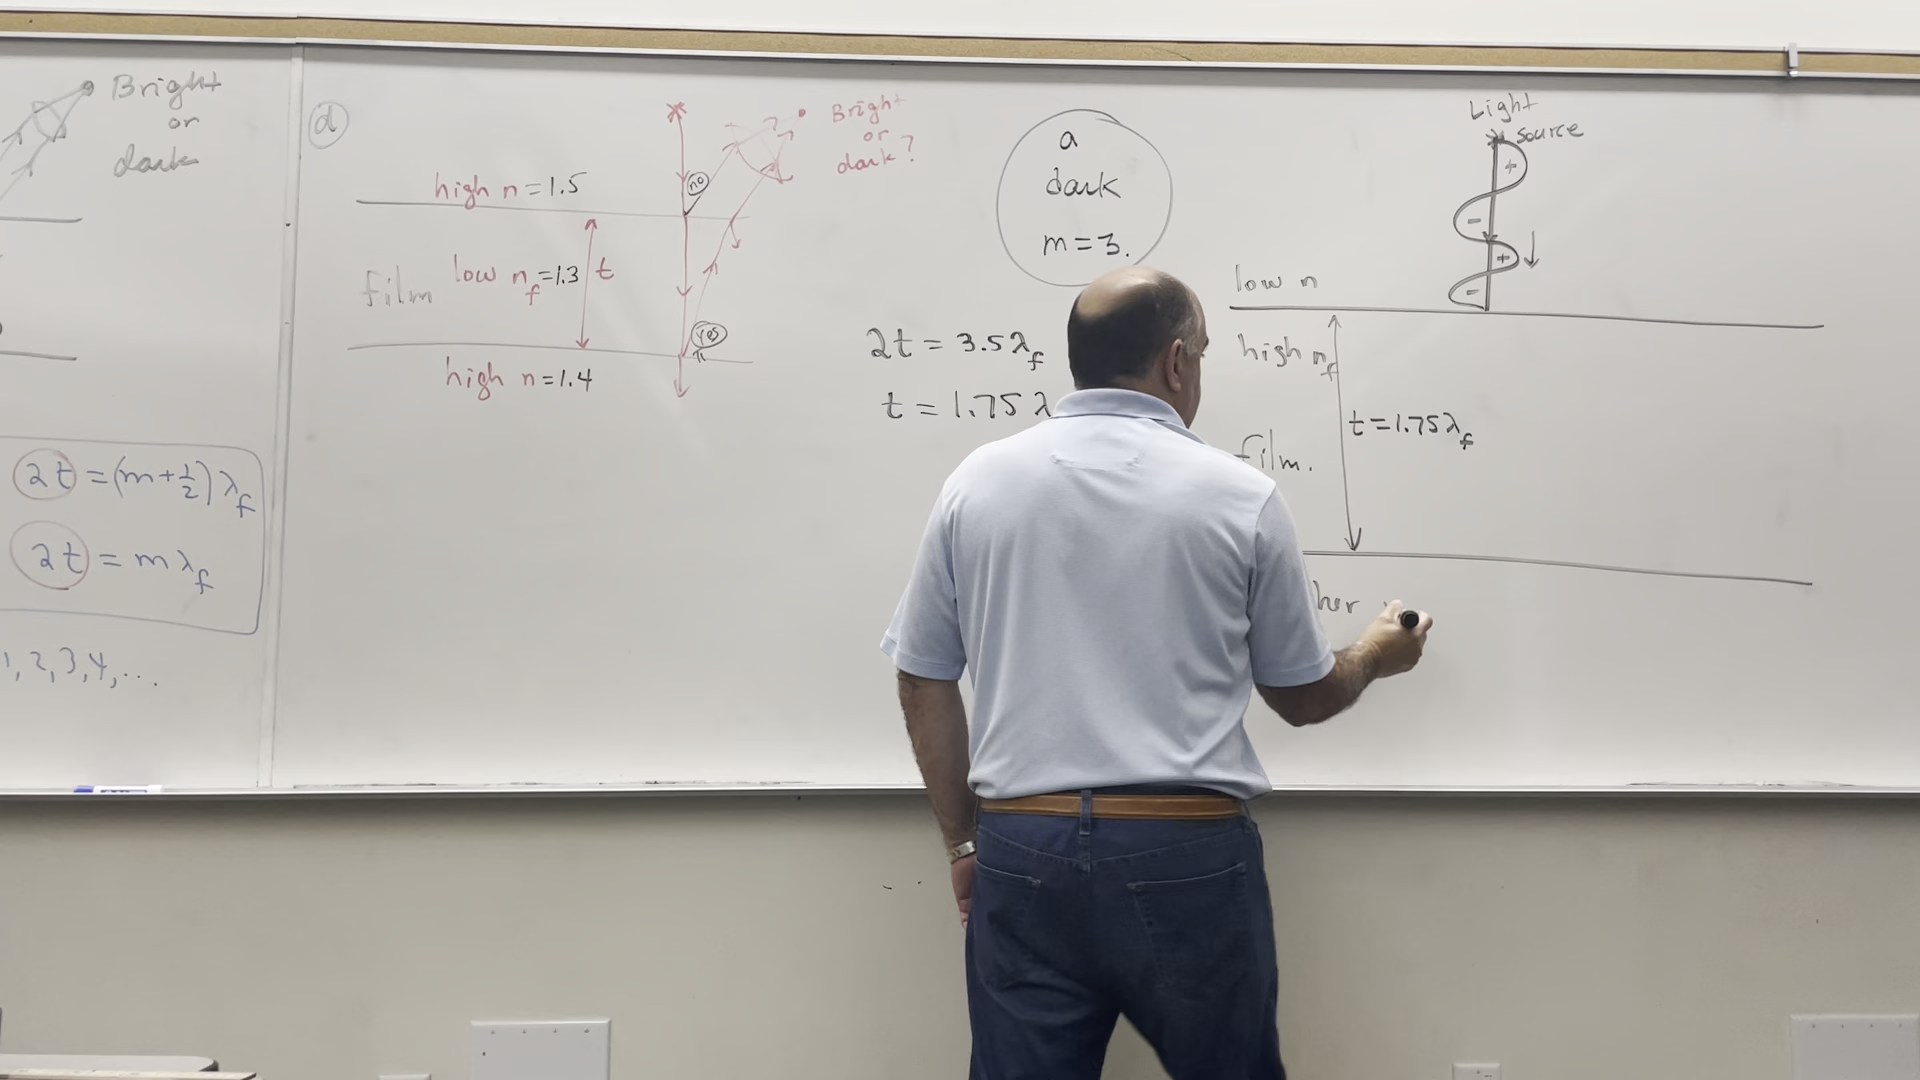 Bright
or
dark
2t = (m+½) λf
2t = m λf
1, 2, 3, 4, ...
d
high n = 1.5
film low nf = 1.3 t
high n = 1.4
no
yes
π
Bright
or
dark?
a
dark
m = 3.
2t = 3.5 λf
t = 1.75 λ
Light
source
+
-
+
-
low n
high nf
t = 1.75 λf
film.